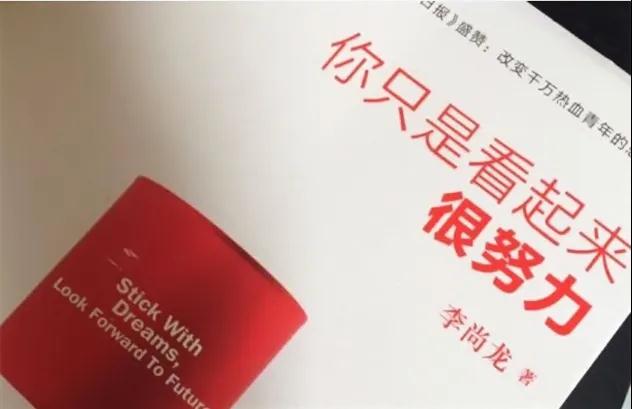 日报》盛赞：改变千万热血青年的
你只是看起来
很努力
李尚龙 著
Stick With
Dreams,
Look Forward To Future